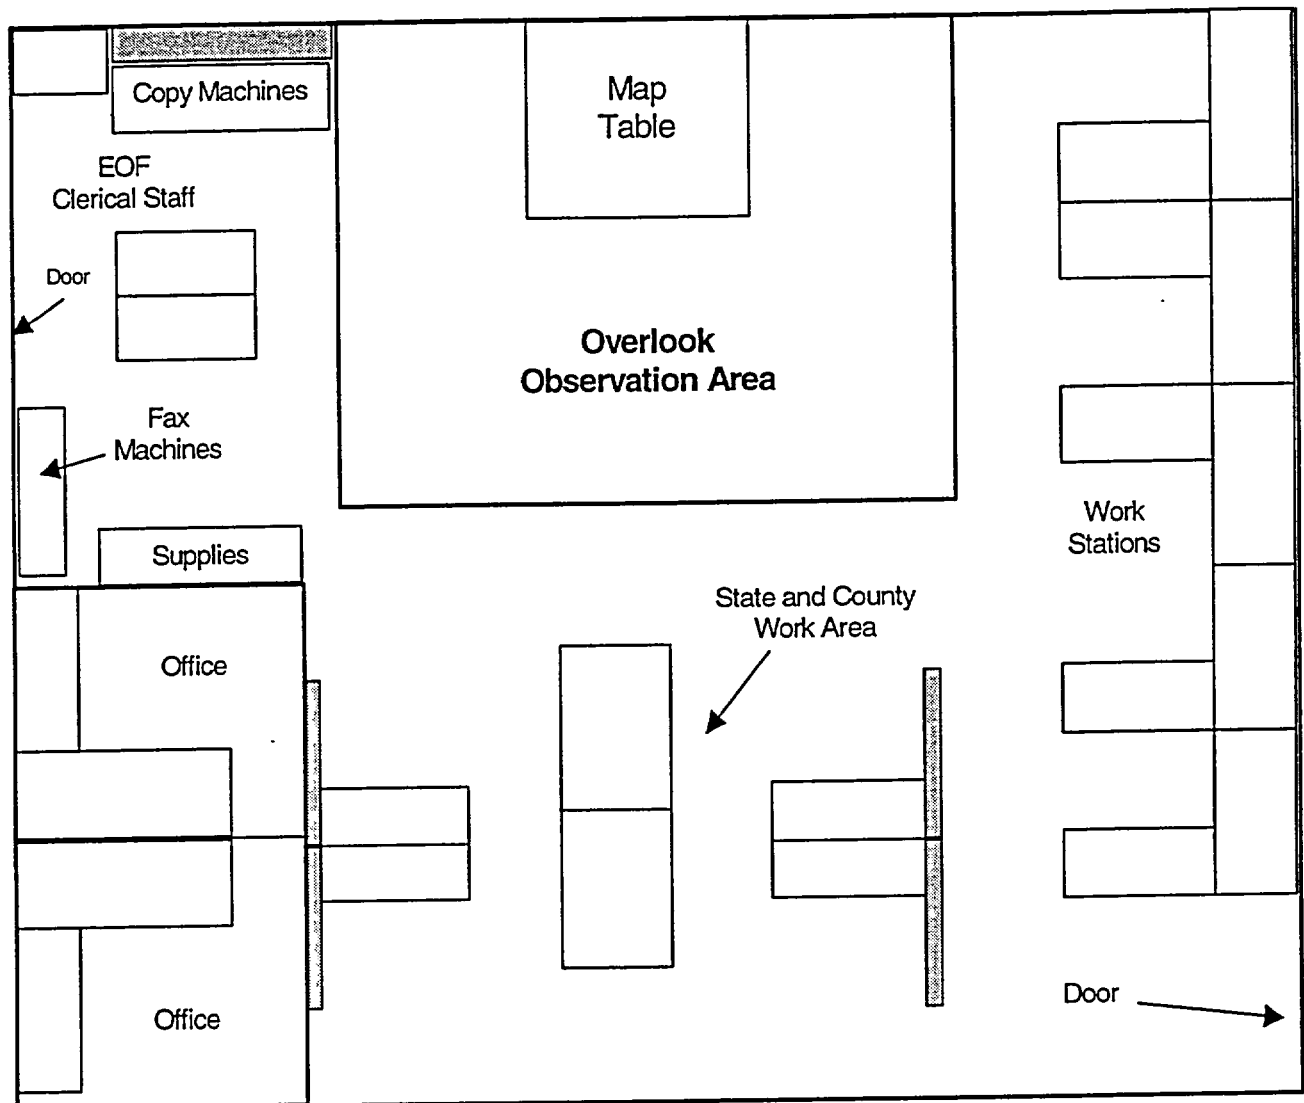 Copy Machines
Map
Table
EOF
Clerical Staff
Door
Overlook
Observation Area
Fax
Machines
Work
Stations
Supplies
State and County
Work Area
Office
Door
Office